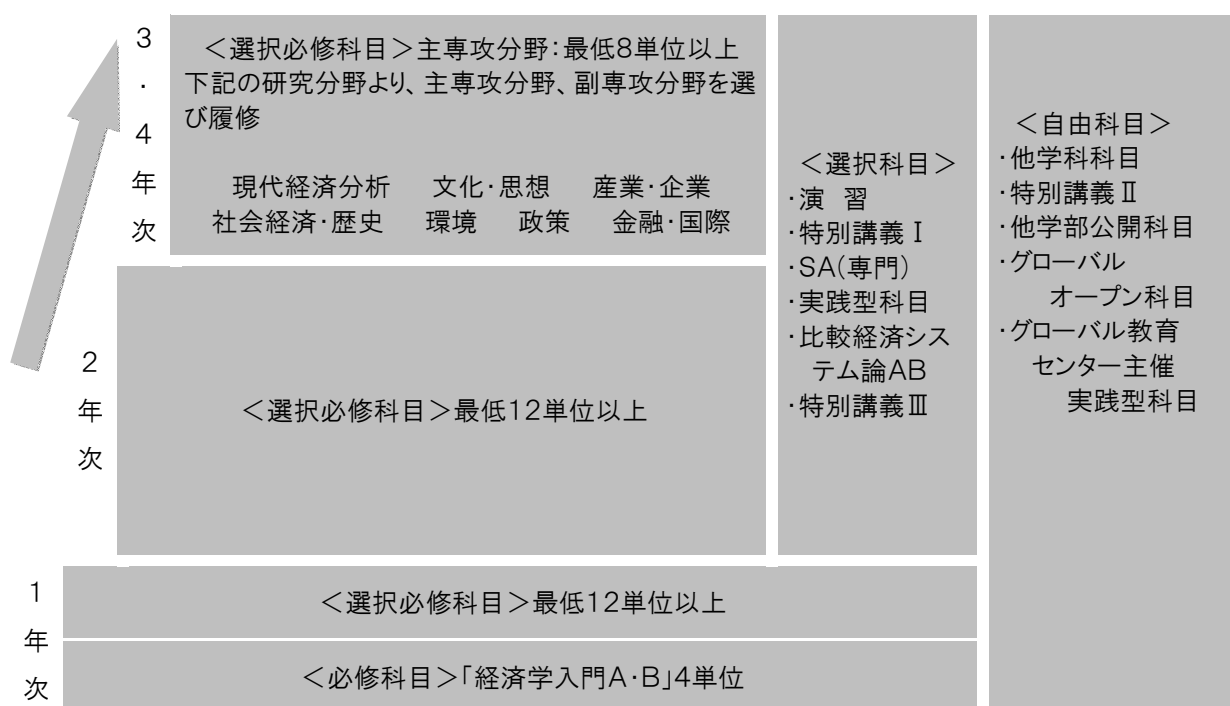 3・4年次
＜選択必修科目＞主専攻分野：最低8単位以上
下記の研究分野より、主専攻分野、副専攻分野を選
び履修
現代経済分析　文化・思想　産業・企業
社会経済・歴史　環境　政策　金融・国際
2年次
＜選択必修科目＞最低12単位以上
1年次
＜選択必修科目＞最低12単位以上
＜必修科目＞「経済学入門A・B」4単位
＜選択科目＞
・演　習
・特別講義Ⅰ
・SA（専門）
・実践型科目
・比較経済シス
テム論AB
・特別講義Ⅲ
＜自由科目＞
・他学科科目
・特別講義Ⅱ
・他学部公開科目
・グローバル
オープン科目
・グローバル教育
センター主催
実践型科目